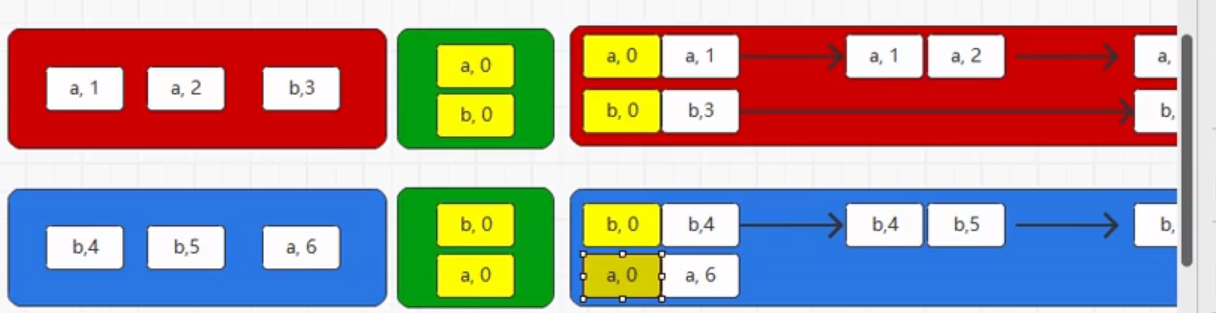 a, 1 a, 2 b,3
a, 0
b, 0
a, 0 a, 1 a, 1 a, 2 a,
b, 0 b,3 b,
b,4 b,5 a, 6
b, 0
a, 0
b, 0 b,4 b,4 b,5 b,
a, 0 a, 6